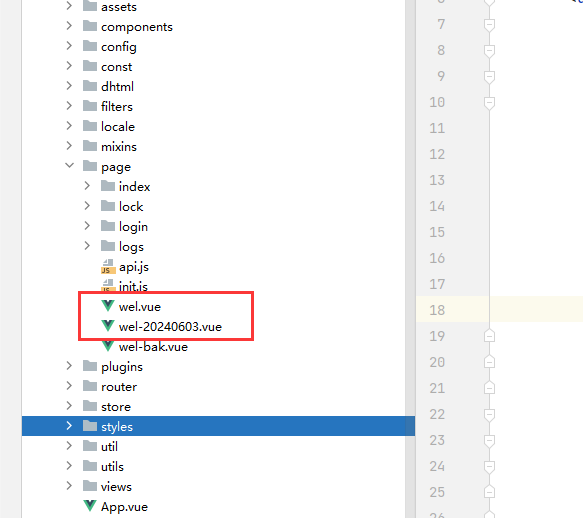 assets
components
config
const
dhtml
filters
locale
mixins
page
index
lock
login
logs
api.js
init.js
wel.vue
wel-20240603.vue
wel-bak.vue
plugins
router
store
styles
util
utils
views
App.vue
6
7
8
9
10
11
12
13
14
15
16
17
18
19
20
21
22
23
24
25
26